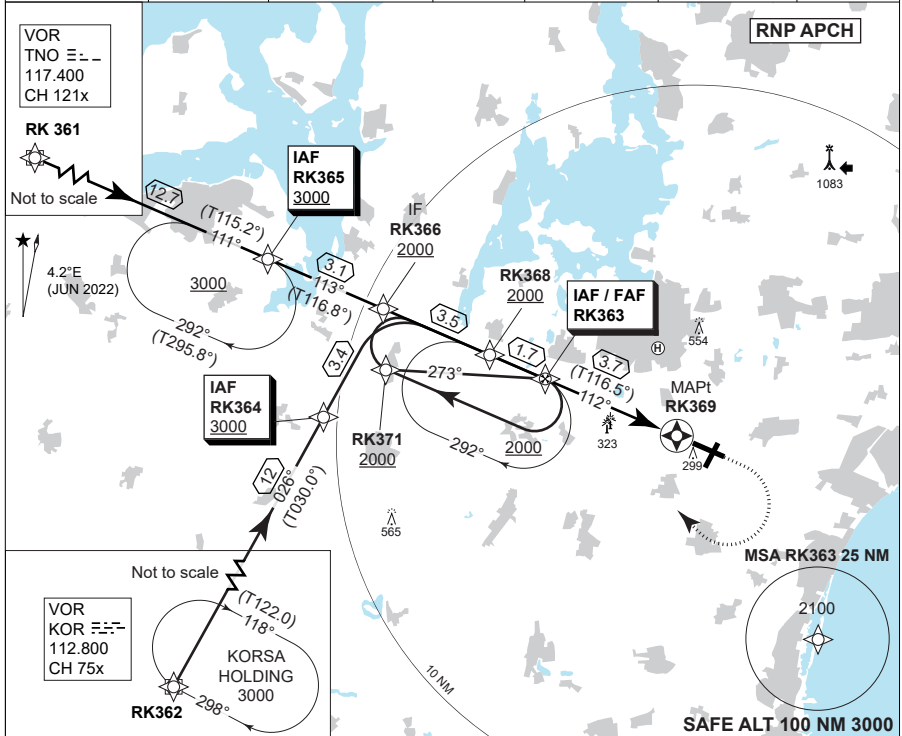 RNP APCH
VOR
TNO
117.400
CH 121x
RK 361
Not to scale
12.7
(T115.2°)
111°
IAF
RK365
3000
1083
4.2°E
(JUN 2022)
3000
292°
(T295.8°)
3.1
113°
(T116.8°)
IF
RK366
2000
3.5
RK368
2000
1.7
IAF / FAF
RK363
554
H
3.7
(T116.5°)
112°
MAPt
RK369
323
299
3.4
IAF
RK364
3000
273°
RK371
2000
292°
2000
12
026°
(T030.0°)
565
Not to scale
VOR
KOR
112.800
CH 75x
(T122.0)
118°
KORSA
HOLDING
3000
298°
RK362
10 NM
MSA RK363 25 NM
2100
SAFE ALT 100 NM 3000